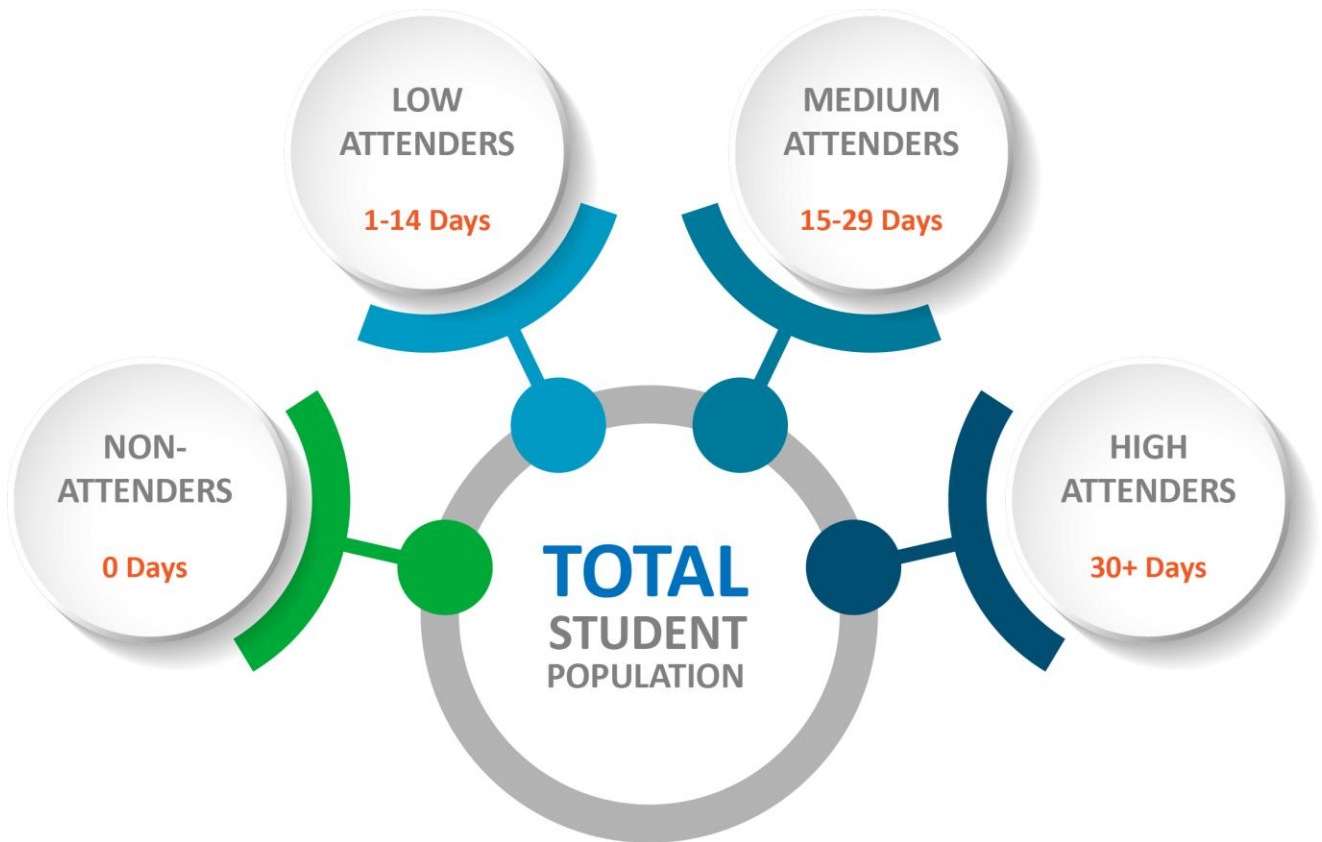 LOW
ATTENDERS
1-14 Days
MEDIUM
ATTENDERS
15-29 Days
NON-
ATTENDERS
0 Days
HIGH
ATTENDERS
30+ Days
TOTAL
STUDENT
POPULATION